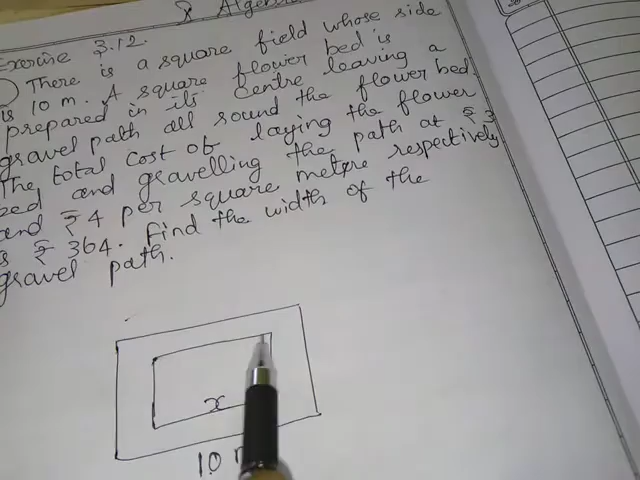 & Algebra
Exercise 3.12.
There is a square field whose side
is 10 m. A square flower bed is
prepared in its centre leaving a
gravel path all round the flower bed.
The total cost of laying the flower
bed and gravelling the path at ₹ 3
and ₹ 4 per square metre respectively
is ₹ 364. Find the width of the
gravel path.
x
10